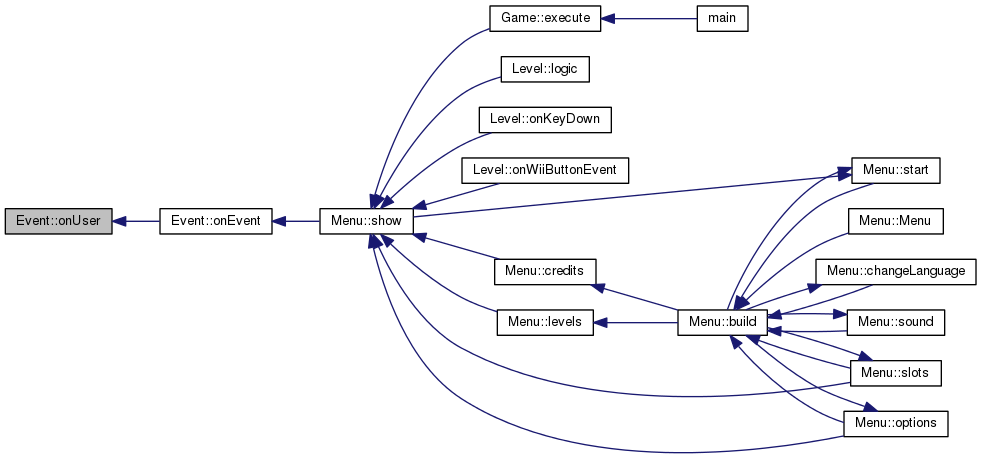 Game::execute
main
Level::logic
Level::onKeyDown
Level::onWiiButtonEvent
Menu::start
Event::onUser
Event::onEvent
Menu::show
Menu::Menu
Menu::credits
Menu::changeLanguage
Menu::levels
Menu::build
Menu::sound
Menu::slots
Menu::options